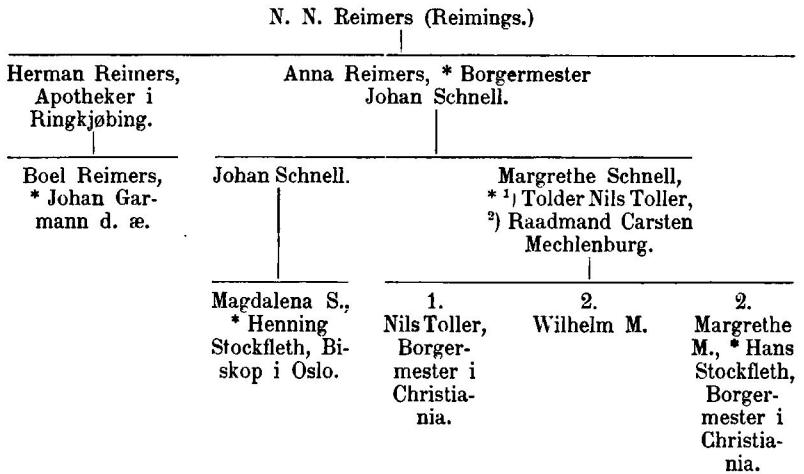 N. N. Reimers (Reimings.)
Herman Reimers,
Apotheker i
Ringkjøbing.
Anna Reimers, * Borgermester
Johan Schnell.
Boel Reimers,
* Johan Gar-
mann d. æ.
Johan Schnell.
Margrethe Schnell,
* ¹) Tolder Nils Toller,
²) Raadmand Carsten
Mechlenburg.
Magdalena S.,
* Henning
Stockfleth, Bi-
skop i Oslo.
1.
Nils Toller,
Borger-
mester i
Christia-
nia.
2.
Wilhelm M.
2.
Margrethe
M., * Hans
Stockfleth,
Borger-
mester i
Christia-
nia.